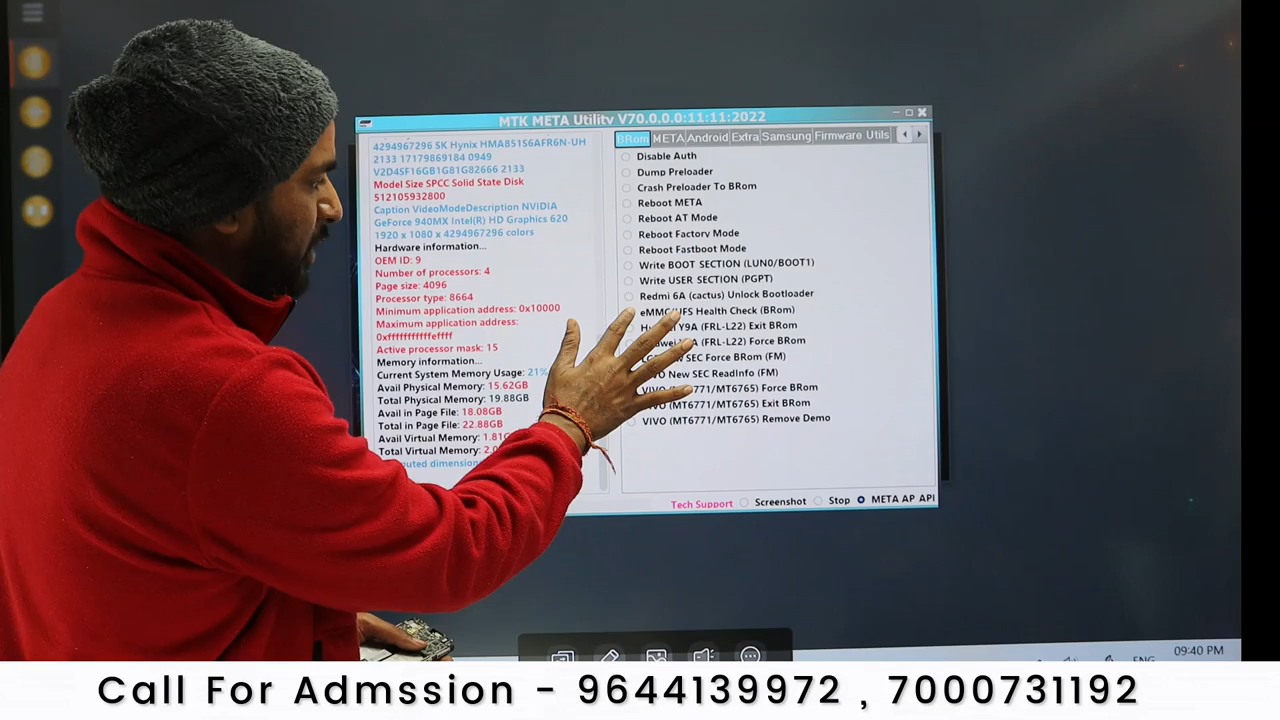 MTK META Utility V70.0.0.0:11:11:2022
4294967296 SK Hynix HMA851S6AFR6N-UH
2133 17179869184 0949
V2D4SF16GB1G81G82666 2133
Model Size SPCC Solid State Disk
512105932800
Caption VideoModeDescription NVIDIA
GeForce 940MX Intel(R) HD Graphics 620
1920 x 1080 x 4294967296 colors
Hardware information...
OEM ID: 9
Number of processors: 4
Page size: 4096
Processor type: 8664
Minimum application address: 0x10000
Maximum application address:
0xfffffffffffeffff
Active processor mask: 15
Memory information...
Current System Memory Usage: 21%
Avail Physical Memory: 15.62GB
Total Physical Memory: 19.88GB
Avail in Page File: 18.08GB
Total in Page File: 22.88GB
Avail Virtual Memory:
Total Virtual Memory:
BRom META Android Extra Samsung Firmware Utils
Disable Auth
Dump Preloader
Crash Preloader To BRom
Reboot META
Reboot AT Mode
Reboot Factory Mode
Reboot Fastboot Mode
Write BOOT SECTION (LUN0/BOOT1)
Write USER SECTION (PGPT)
Redmi 6A (cactus) Unlock Bootloader
Health Check (BRom)
(FRL-L22) Exit BRom
(FRL-L22) Force BRom
SEC Force BRom (FM)
New SEC ReadInfo (FM)
(MT6771/MT6765) Force BRom
VIVO (MT6771/MT6765) Exit BRom
VIVO (MT6771/MT6765) Remove Demo
Tech Support Screenshot Stop META AP API
09:40 PM
Call For Admssion - 9644139972 , 7000731192